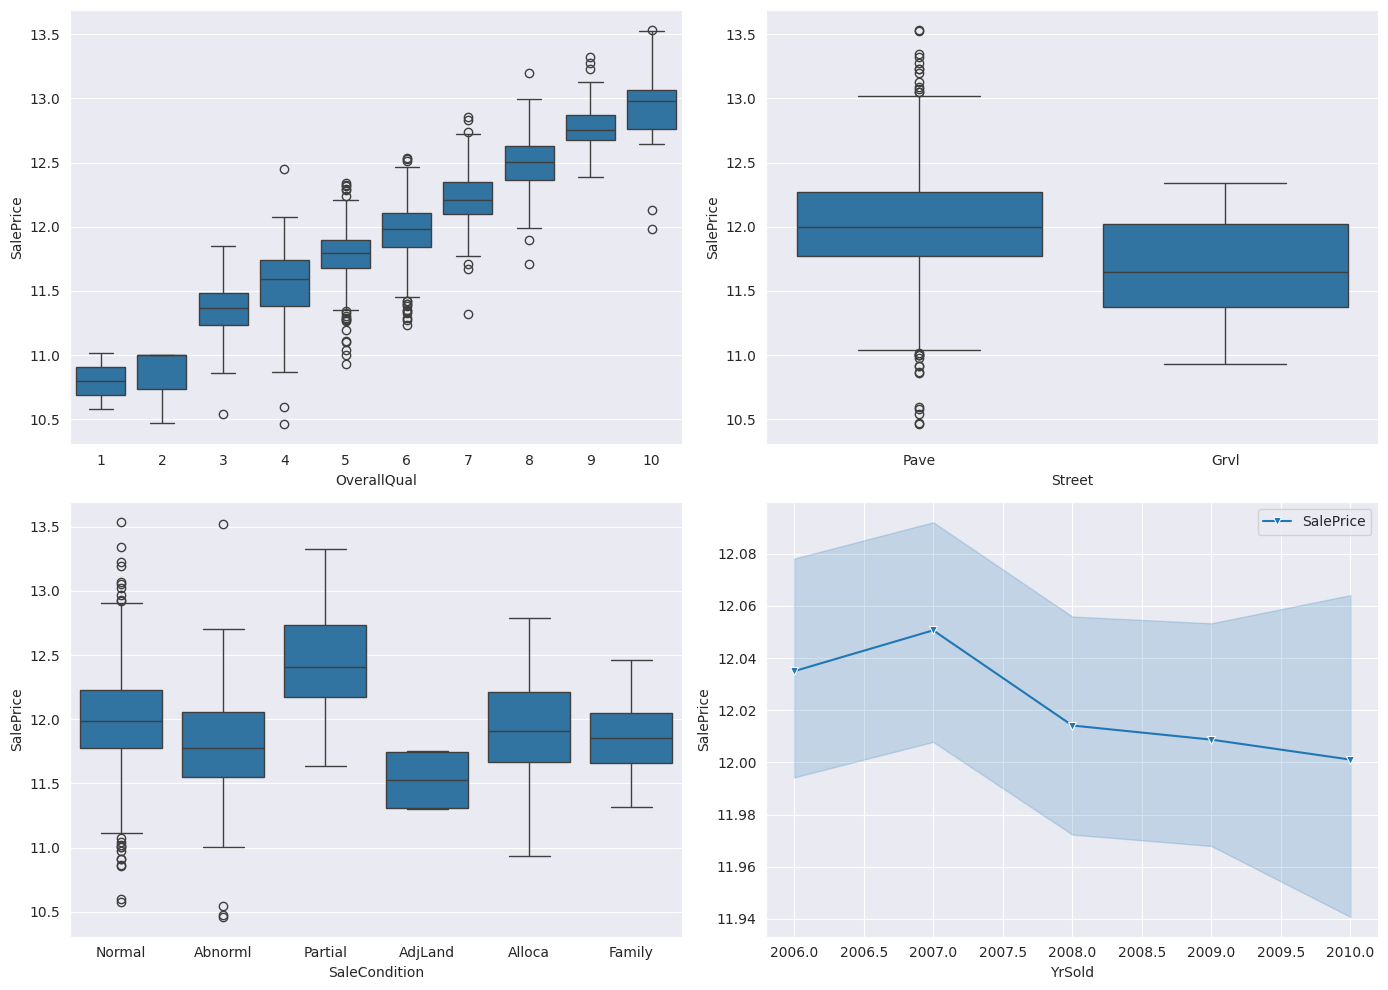 13.5
13.0
12.5
12.0
11.5
11.0
10.5
SalePrice
1 2 3 4 5 6 7 8 9 10
OverallQual
13.5
13.0
12.5
12.0
11.5
11.0
10.5
SalePrice
Pave Grvl
Street
13.5
13.0
12.5
12.0
11.5
11.0
10.5
SalePrice
Normal Abnorml Partial AdjLand Alloca Family
SaleCondition
SalePrice
12.08
12.06
12.04
12.02
12.00
11.98
11.96
11.94
SalePrice
2006.0 2006.5 2007.0 2007.5 2008.0 2008.5 2009.0 2009.5 2010.0
YrSold